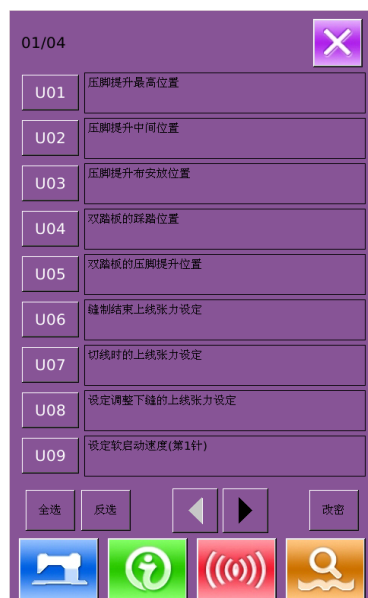 01/04
U01 压脚提升最高位置
U02 压脚提升中间位置
U03 压脚提升布安放位置
U04 双踏板的踩踏位置
U05 双踏板的压脚提升位置
U06 缝制结束上线张力设定
U07 切线时的上线张力设定
U08 设定调整下缝的上线张力设定
U09 设定软启动速度(第1针)
全选 反选 改密